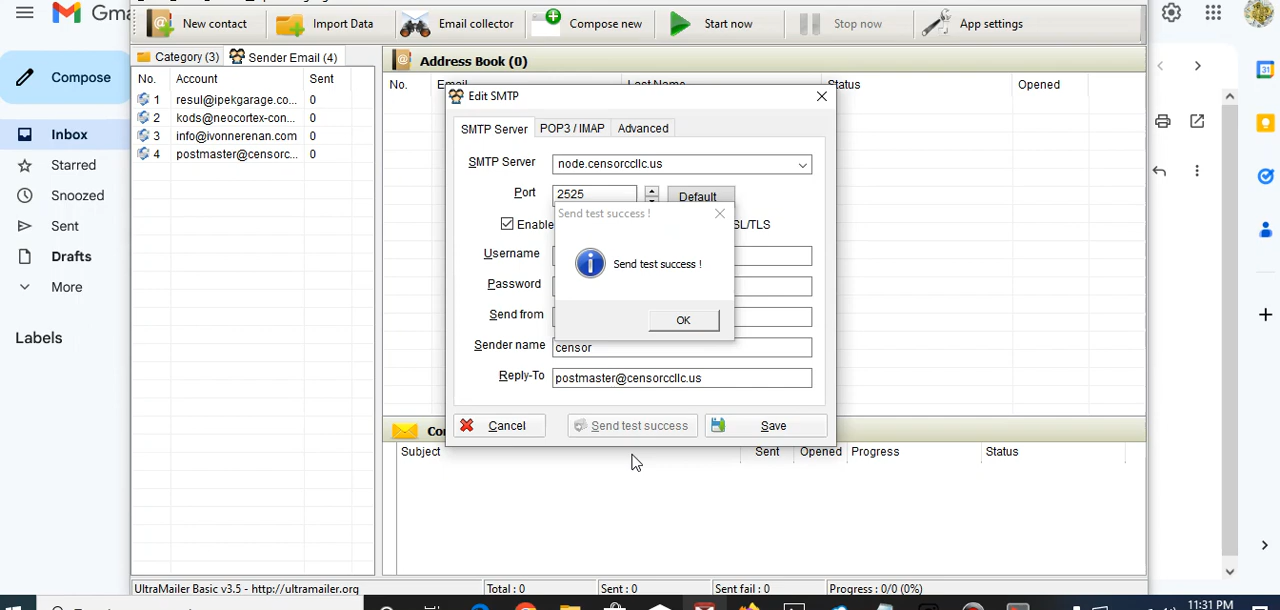 New contact Import Data Email collector Compose new Start now Stop now App settings
Compose
Inbox
Starred
Snoozed
Sent
Drafts
More
Labels
Category (3) Sender Email (4)
No. Account Sent
1 resul@ipekgarage.co... 0
2 kods@neocortex-con... 0
3 info@ivonnerenan.com 0
4 postmaster@censorc... 0
Address Book (0)
No. Email Last Name Status Opened
Edit SMTP
SMTP Server POP3 / IMAP Advanced
SMTP Server node.censorccllc.us
Port 2525 Default
Enable SL/TLS
Username
Password
Send from
Sender name censor
Reply-To postmaster@censorccllc.us
Cancel Send test success Save
Send test success !
Send test success !
OK
Subject Sent Opened Progress Status
UltraMailer Basic v3.5 - http://ultramailer.org Total : 0 Sent : 0 Sent fail : 0 Progress : 0/0 (0%)
11:31 PM